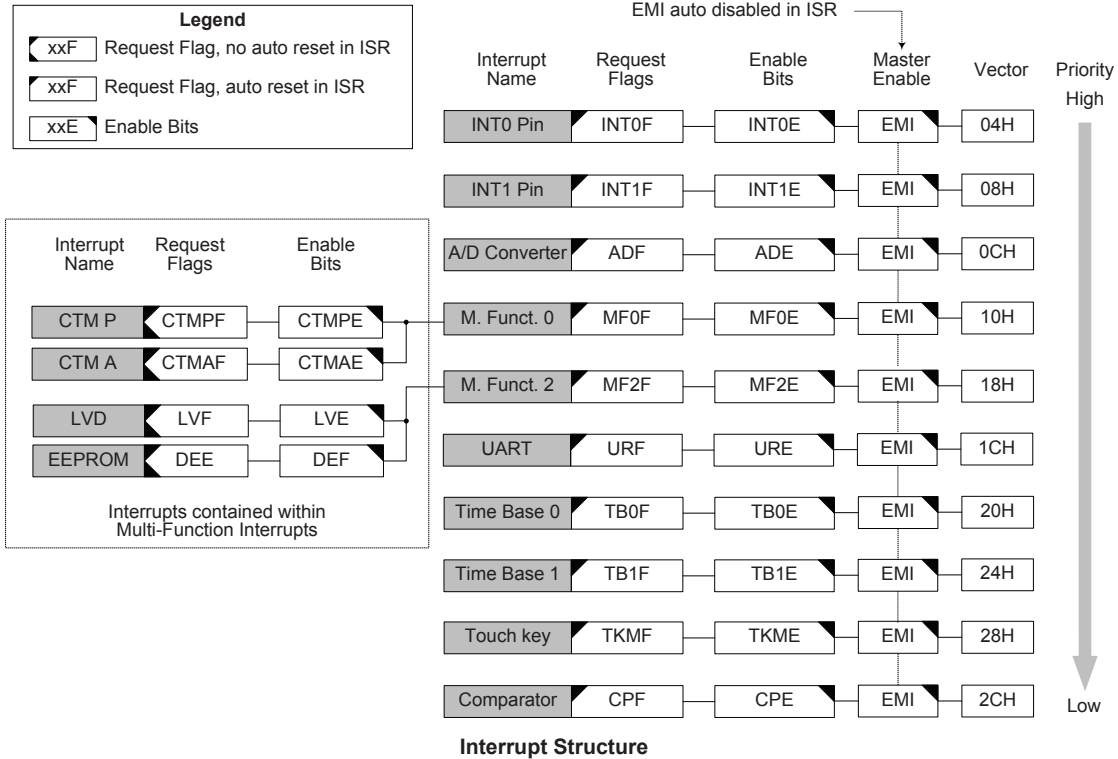 EMI auto disabled in ISR
Legend
xxF Request Flag, no auto reset in ISR
xxF Request Flag, auto reset in ISR
xxE Enable Bits
Interrupt Name Request Flags Enable Bits Master Enable Vector Priority
High
INT0 Pin INT0F INT0E EMI 04H
INT1 Pin INT1F INT1E EMI 08H
A/D Converter ADF ADE EMI 0CH
M. Funct. 0 MF0F MF0E EMI 10H
M. Funct. 2 MF2F MF2E EMI 18H
UART URF URE EMI 1CH
Time Base 0 TB0F TB0E EMI 20H
Time Base 1 TB1F TB1E EMI 24H
Touch key TKMF TKME EMI 28H
Comparator CPF CPE EMI 2CH
Low
Interrupt Name Request Flags Enable Bits
CTM P CTMPF CTMPE
CTM A CTMAF CTMAE
LVD LVF LVE
EEPROM DEE DEF
Interrupts contained within
Multi-Function Interrupts
Interrupt Structure